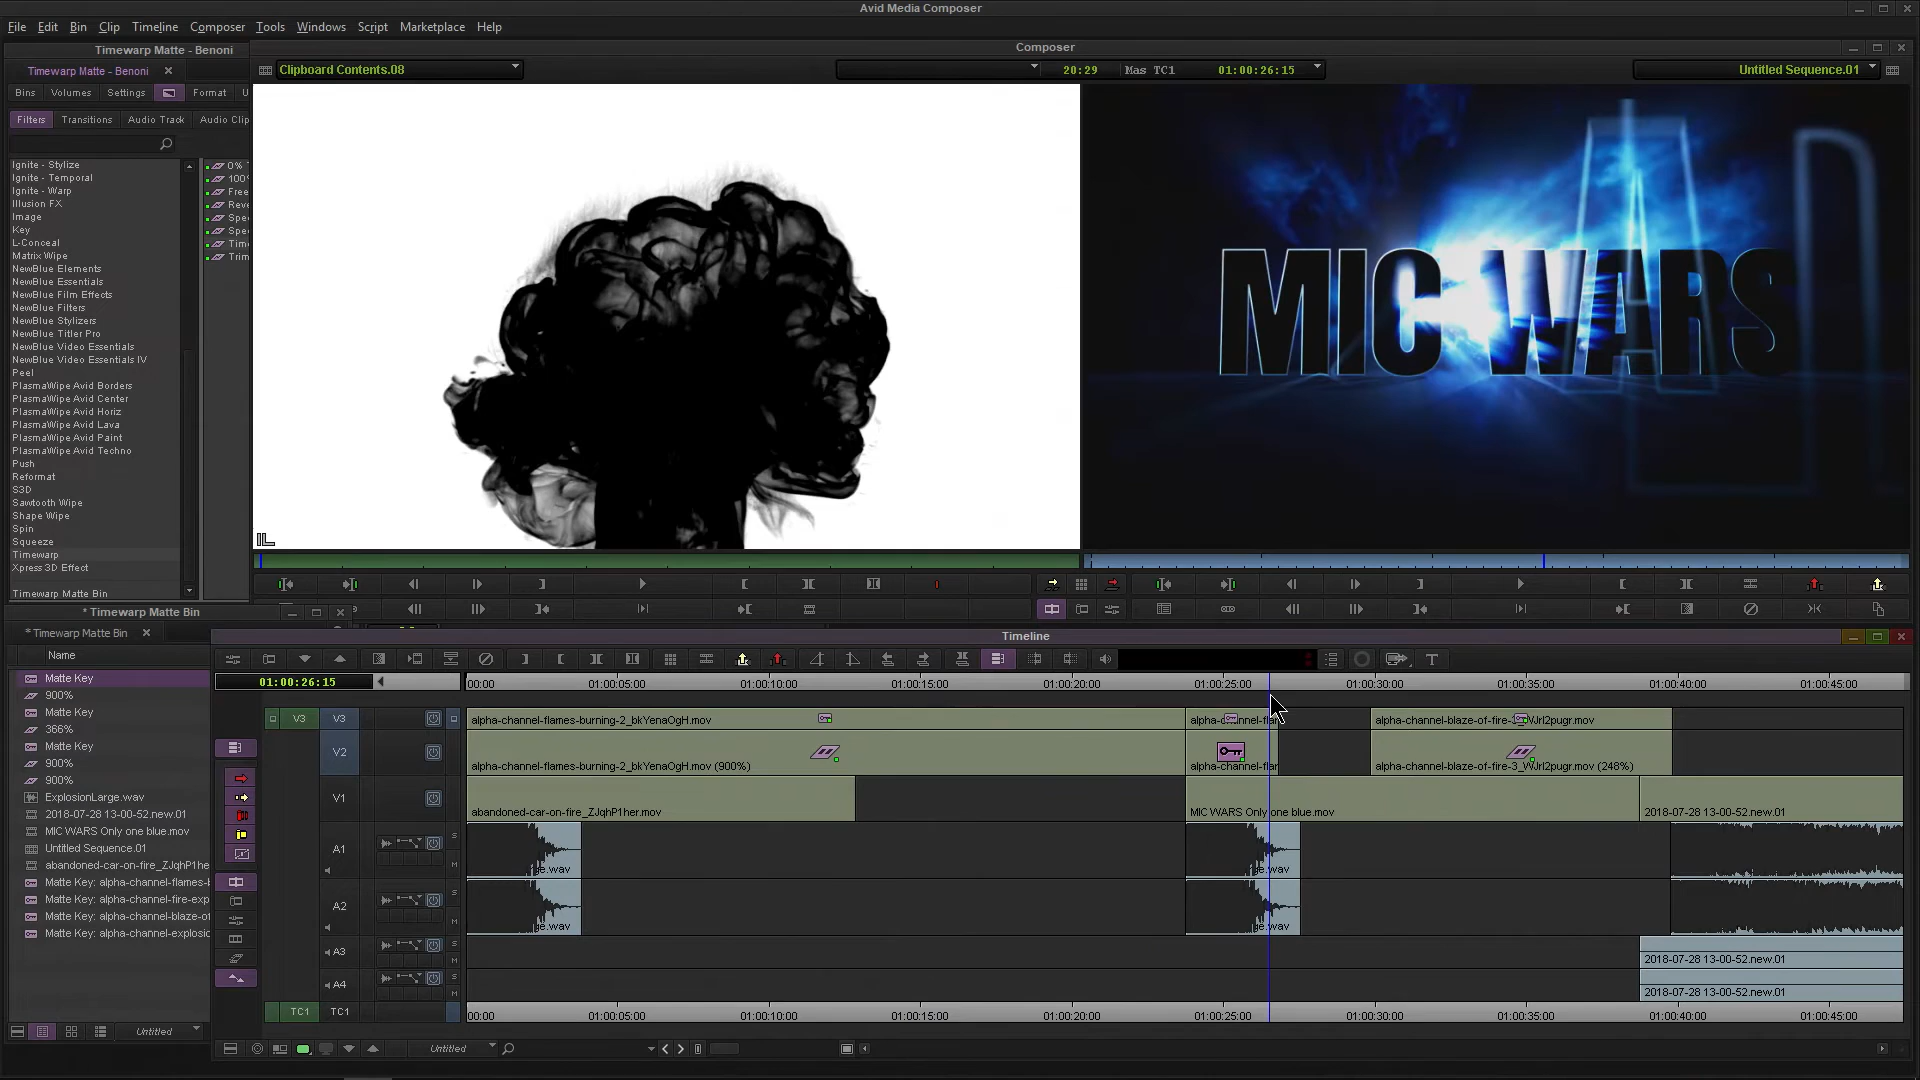 Avid Media Composer
File Edit Bin Clip Timeline Composer Tools Windows Script Marketplace Help
Timewarp Matte - Benoni
Composer
Timewarp Matte - Benoni
Clipboard Contents.08
20:29 Mas TC1 01:00:26:15
Untitled Sequence.01
Bins Volumes Settings Format U
Filters Transitions Audio Track Audio Clip
Ignite - Stylize
Ignite - Temporal
Ignite - Warp
Illusion FX
Image
Key
L-Conceal
Matrix Wipe
NewBlue Elements
NewBlue Essentials
NewBlue Film Effects
NewBlue Filters
NewBlue Stylizers
NewBlue Titler Pro
NewBlue Video Essentials
NewBlue Video Essentials IV
Peel
PlasmaWipe Avid Borders
PlasmaWipe Avid Center
PlasmaWipe Avid Horiz
PlasmaWipe Avid Lava
PlasmaWipe Avid Paint
PlasmaWipe Avid Techno
Push
Reformat
S3D
Sawtooth Wipe
Shape Wipe
Spin
Squeeze
Timewarp
Xpress 3D Effect
Timewarp Matte Bin
0%
100%
Free
Reve
Spee
Spee
Time
Trim
MIC WARS
* Timewarp Matte Bin
* Timewarp Matte Bin
Name
Matte Key
900%
Matte Key
366%
Matte Key
900%
900%
ExplosionLarge.wav
2018-07-28 13-00-52.new.01
MIC WARS Only one blue.mov
Untitled Sequence.01
abandoned-car-on-fire_ZJqhP1he
Matte Key: alpha-channel-flames-
Matte Key: alpha-channel-fire-exp
Matte Key: alpha-channel-blaze-of
Matte Key: alpha-channel-explosio
Untitled
Timeline
01:00:26:15
00:00 01:00:05:00 01:00:10:00 01:00:15:00 01:00:20:00 01:00:25:00 01:00:30:00 01:00:35:00 01:00:40:00 01:00:45:00
V3 V3 alpha-channel-flames-burning-2_bkYenaOgH.mov alpha-channel-flar alpha-channel-blaze-of-fire-3_WJrl2pugr.mov
V2 alpha-channel-flames-burning-2_bkYenaOgH.mov (900%) alpha-channel-flar alpha-channel-blaze-of-fire-3_WJrl2pugr.mov (248%)
V1 abandoned-car-on-fire_ZJqhP1her.mov MIC WARS Only one blue.mov 2018-07-28 13-00-52.new.01
A1 ge.wav ge.wav
A2 ge.wav ge.wav
A3 2018-07-28 13-00-52.new.01
A4 2018-07-28 13-00-52.new.01
TC1 TC1 00:00 01:00:05:00 01:00:10:00 01:00:15:00 01:00:20:00 01:00:25:00 01:00:30:00 01:00:35:00 01:00:40:00 01:00:45:00
Untitled